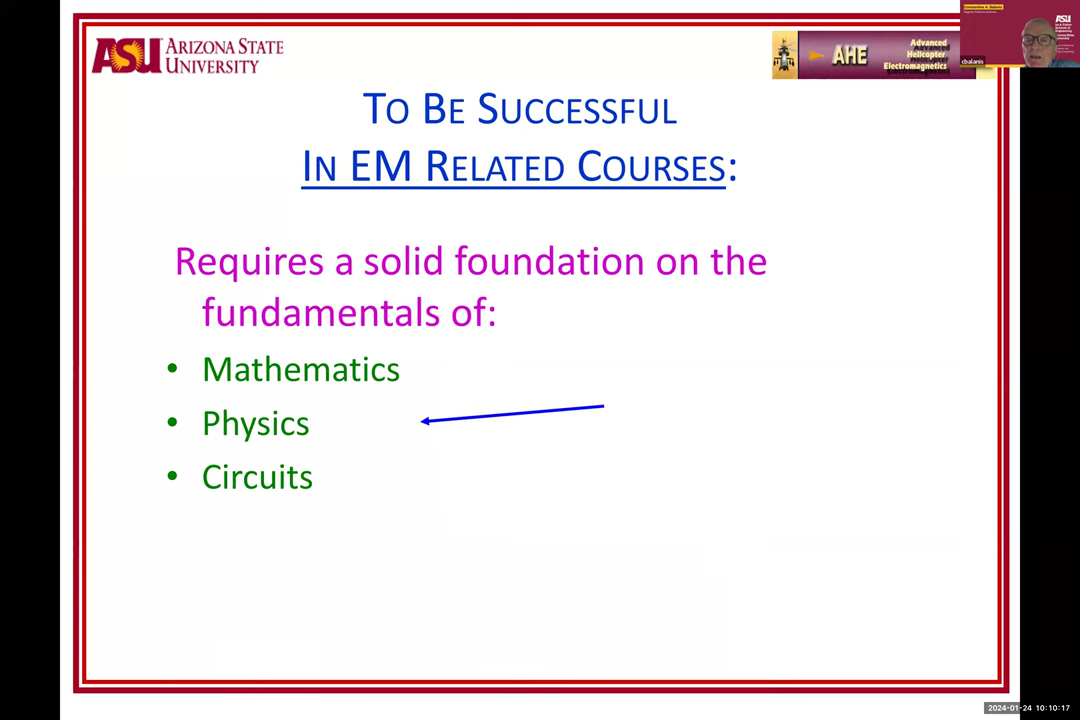 ASU ARIZONA STATE
UNIVERSITY
AHE
Advanced
Helicopter
Electromagnetics
ASU
cbalanis
TO BE SUCCESSFUL
IN EM RELATED COURSES:
Requires a solid foundation on the
fundamentals of:
• Mathematics
• Physics
• Circuits
2024-01-24 10:10:17